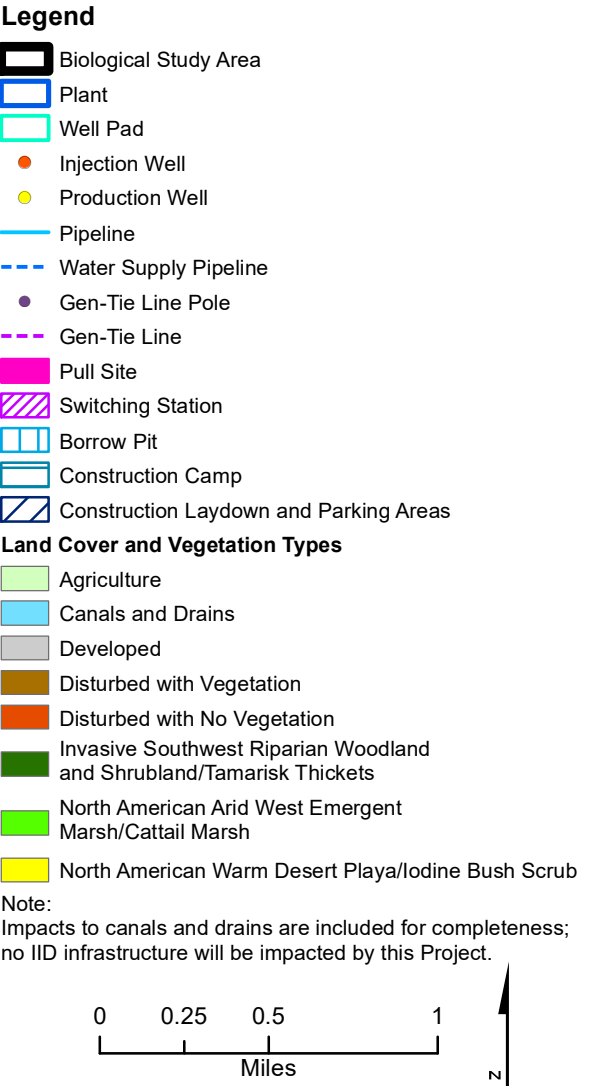 Legend
Biological Study Area
Plant
Well Pad
Injection Well
Production Well
Pipeline
Water Supply Pipeline
Gen-Tie Line Pole
Gen-Tie Line
Pull Site
Switching Station
Borrow Pit
Construction Camp
Construction Laydown and Parking Areas
Land Cover and Vegetation Types
Agriculture
Canals and Drains
Developed
Disturbed with Vegetation
Disturbed with No Vegetation
Invasive Southwest Riparian Woodland
and Shrubland/Tamarisk Thickets
North American Arid West Emergent
Marsh/Cattail Marsh
North American Warm Desert Playa/Iodine Bush Scrub
Note:
Impacts to canals and drains are included for completeness;
no IID infrastructure will be impacted by this Project.
0 0.25 0.5 1
Miles
N